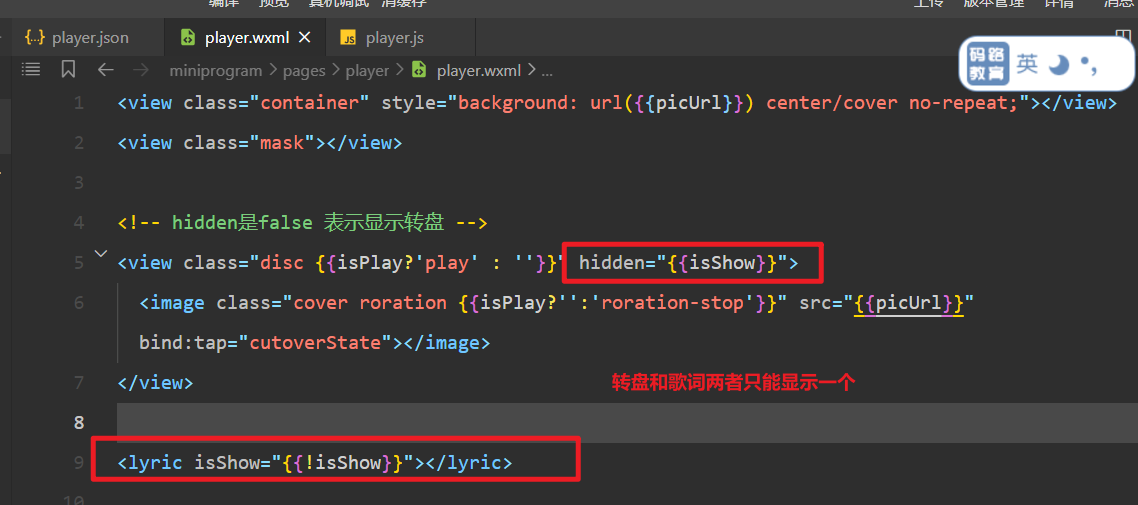 编译 预览 真机调试 清缓存 上传 版本管理 详情 消息
{..} player.json player.wxml × JS player.js
码路教育 英
miniprogram > pages > player > player.wxml > ...
1 <view class="container" style="background: url({{picUrl}}) center/cover no-repeat;"></view>
2 <view class="mask"></view>
3
4 <!-- hidden是false 表示显示转盘 -->
5 <view class="disc {{isPlay?'play' : ''}}" hidden="{{isShow}}">
6 <image class="cover roration {{isPlay?'':'roration-stop'}}" src="{{picUrl}}"
bind:tap="cutoverState"></image>
7 </view>
转盘和歌词两者只能显示一个
8
9 <lyric isShow="{{!isShow}}"></lyric>
10